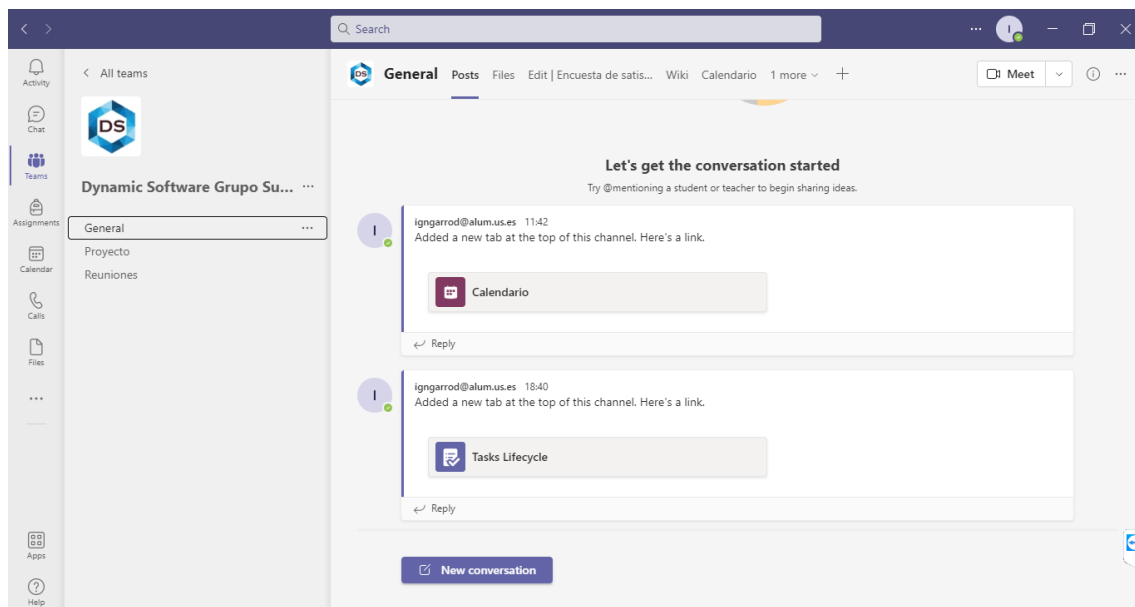 Search
I
Activity
Chat
Teams
Assignments
Calendar
Calls
Files
Apps
Help
All teams
DS
Dynamic Software Grupo Su...
General
Proyecto
Reuniones
DS
General Posts Files Edit | Encuesta de satis... Wiki Calendario 1 more
Meet
Let's get the conversation started
Try @mentioning a student or teacher to begin sharing ideas.
I
igngarrod@alum.us.es 11:42
Added a new tab at the top of this channel. Here's a link.
Calendario
Reply
I
igngarrod@alum.us.es 18:40
Added a new tab at the top of this channel. Here's a link.
Tasks Lifecycle
Reply
New conversation